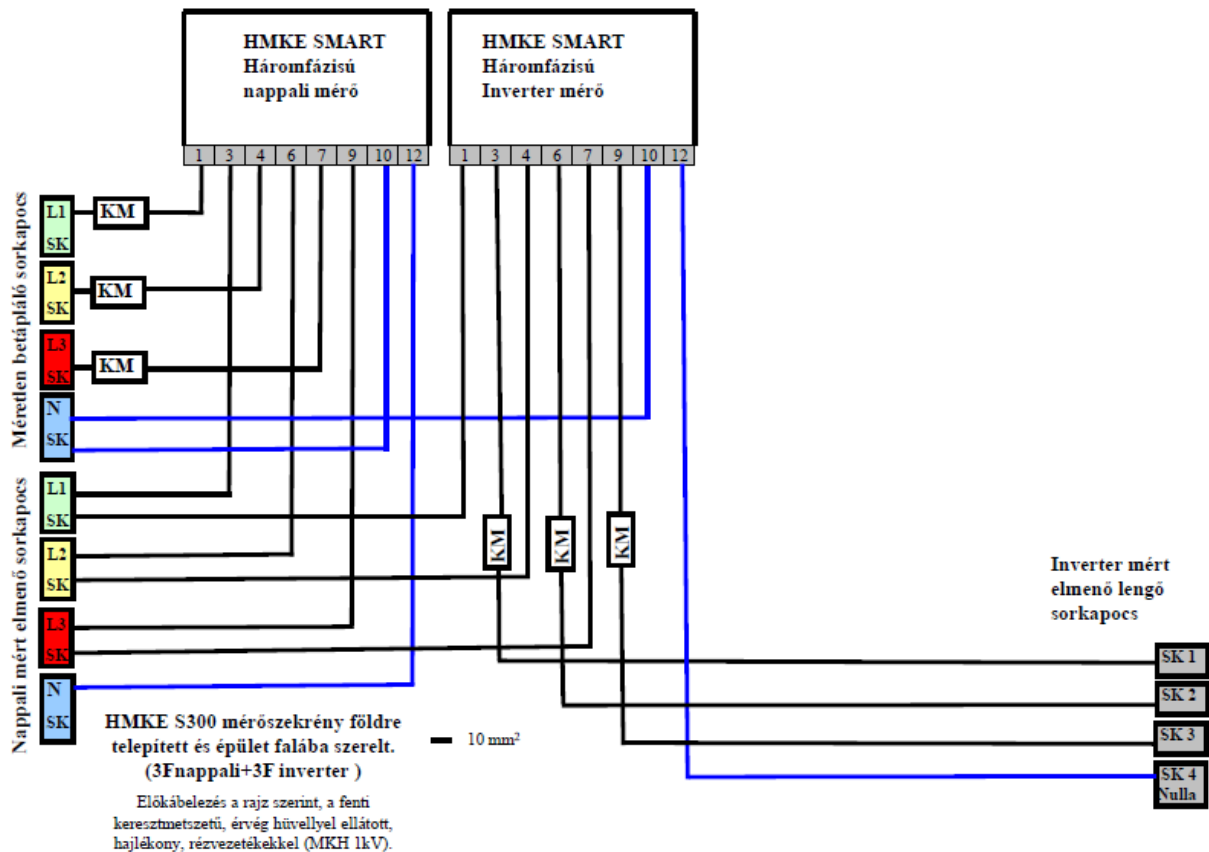 HMKE SMART
Háromfázisú
nappali mérő
HMKE SMART
Háromfázisú
Inverter mérő
1 3 4 6 7 9 10 12
1 3 4 6 7 9 10 12
Méretlen betápláló sorkapocs
L1
SK
KM
L2
SK
KM
L3
SK
KM
N
SK
Nappali mért elmenő sorkapocs
L1
SK
L2
SK
L3
SK
N
SK
KM
KM
KM
Inverter mért
elmenő lengő
sorkapocs
SK 1
SK 2
SK 3
SK 4
Nulla
HMKE S300 mérőszekrény földre
telepített és épület falába szerelt.
(3Fnappali+3F inverter )
10 mm²
Előkábelezés a rajz szerint, a fenti
keresztmetszetű, érvég hüvellyel ellátott,
hajlékony, rézvezetékekkel (MKH 1kV).